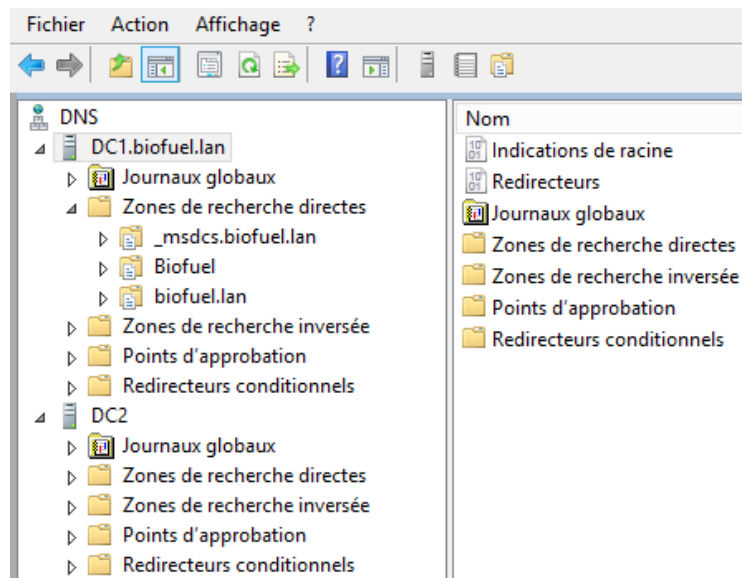 Fichier Action Affichage ?
DNS
DC1.biofuel.lan
Journaux globaux
Zones de recherche directes
_msdcs.biofuel.lan
Biofuel
biofuel.lan
Zones de recherche inversée
Points d'approbation
Redirecteurs conditionnels
DC2
Journaux globaux
Zones de recherche directes
Zones de recherche inversée
Points d'approbation
Redirecteurs conditionnels
Nom
Indications de racine
Redirecteurs
Journaux globaux
Zones de recherche directes
Zones de recherche inversée
Points d'approbation
Redirecteurs conditionnels